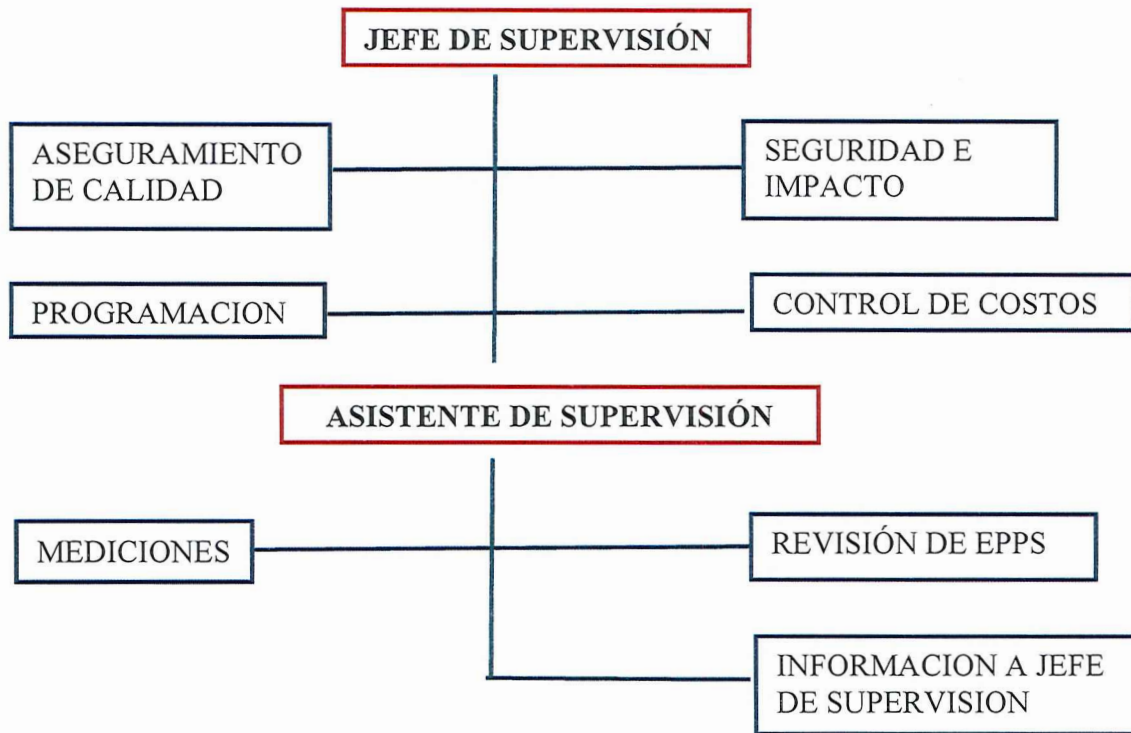 JEFE DE SUPERVISIÓN
ASEGURAMIENTO
DE CALIDAD
SEGURIDAD E
IMPACTO
PROGRAMACION
CONTROL DE COSTOS
ASISTENTE DE SUPERVISIÓN
MEDICIONES
REVISIÓN DE EPPS
INFORMACION A JEFE
DE SUPERVISION